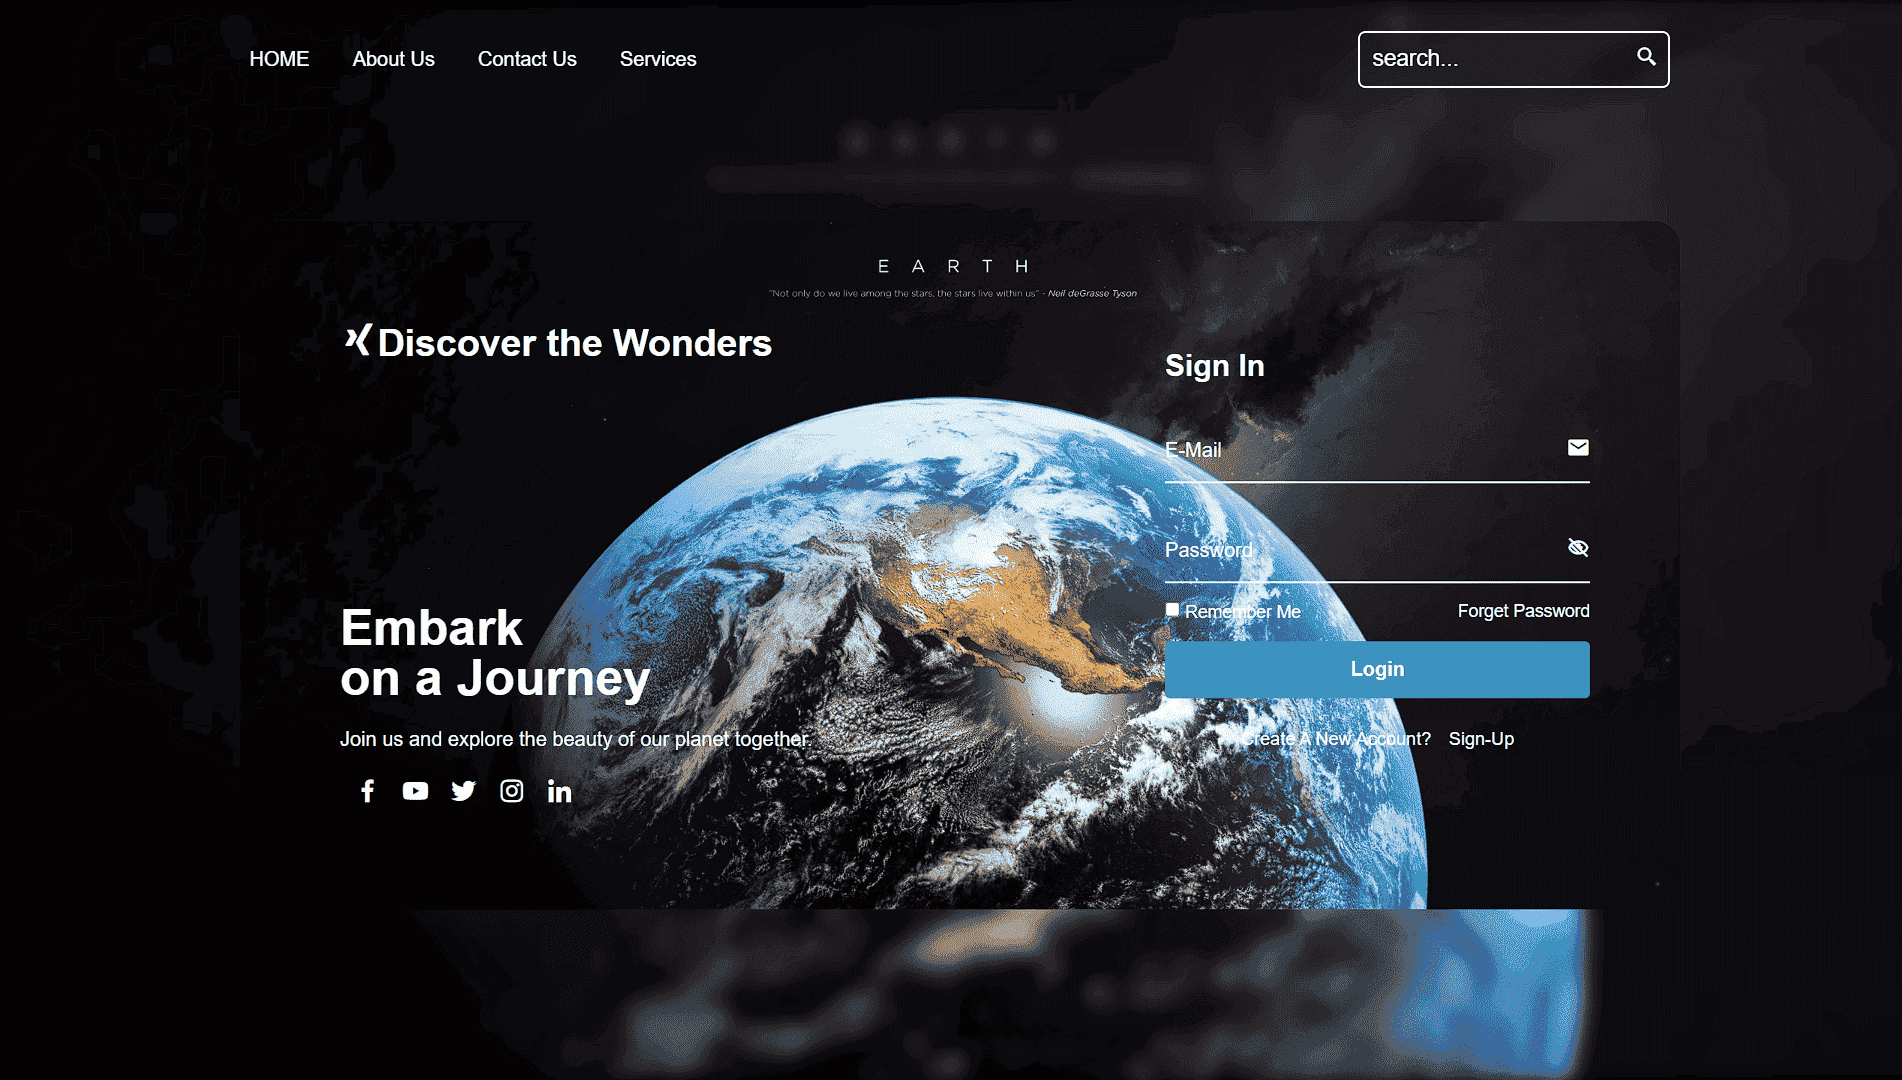 HOME About Us Contact Us Services search...
E A R T H
"Not only do we live among the stars, the stars live within us" - Neil deGrasse Tyson
Discover the Wonders
Sign In
E-Mail
Password
Remember Me Forget Password
Login
Create A New Account? Sign-Up
Embark
on a Journey
Join us and explore the beauty of our planet together.